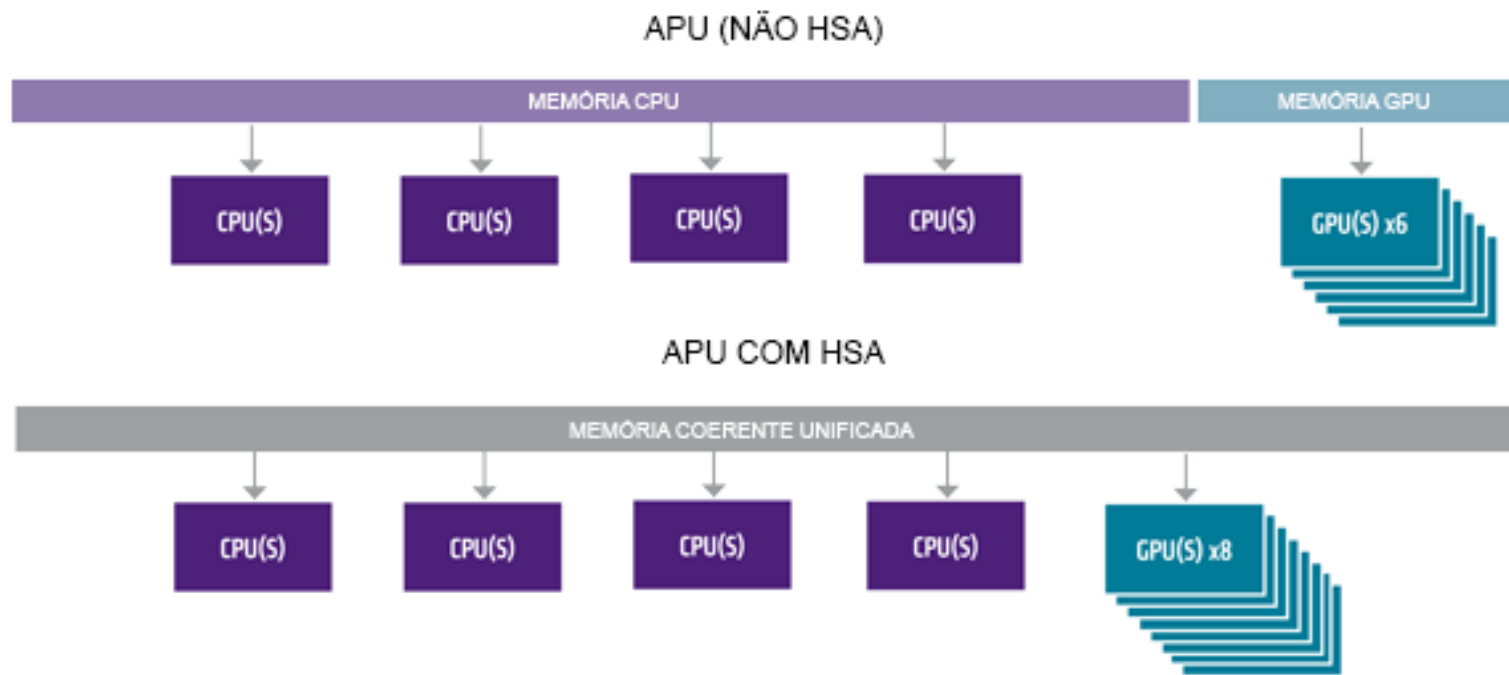 APU (NÃO HSA)
MEMÓRIA CPU
MEMÓRIA GPU
CPU(S)
CPU(S)
CPU(S)
CPU(S)
GPU(S) x6
APU COM HSA
MEMÓRIA COERENTE UNIFICADA
CPU(S)
CPU(S)
CPU(S)
CPU(S)
GPU(S) x8